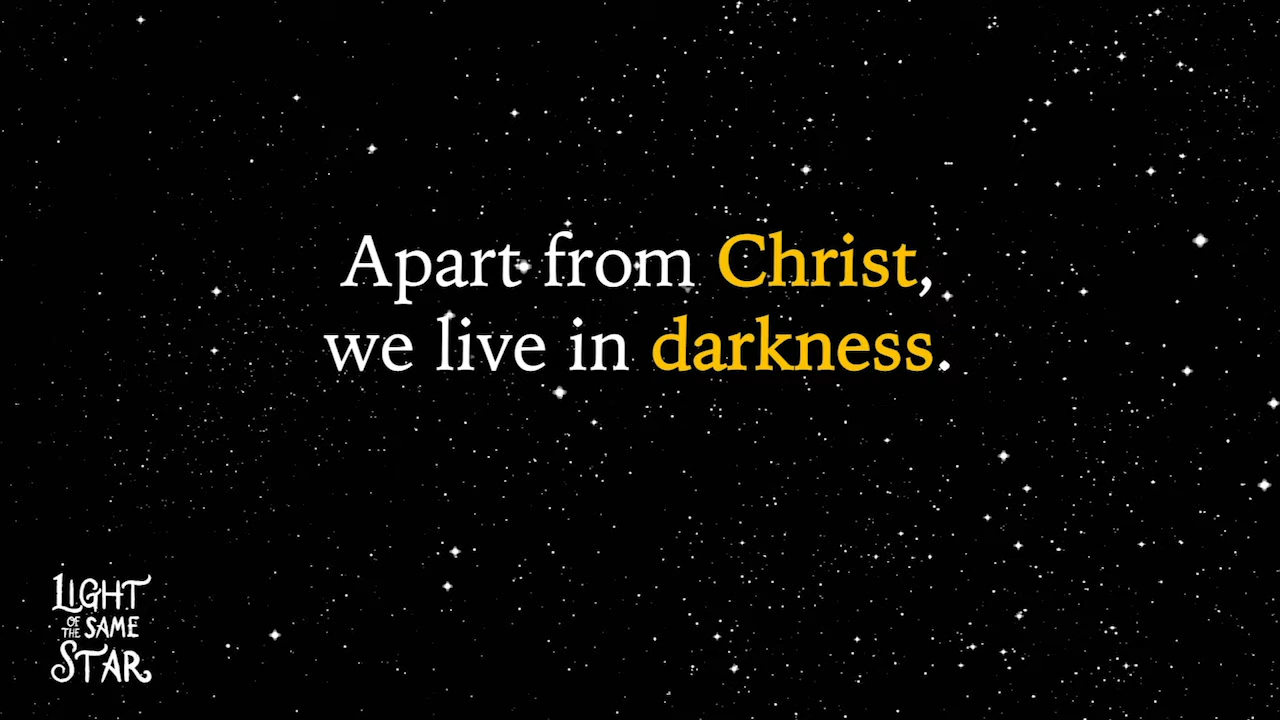 Apart from Christ,
we live in darkness.
LIGHT
OF THE SAME
STAR